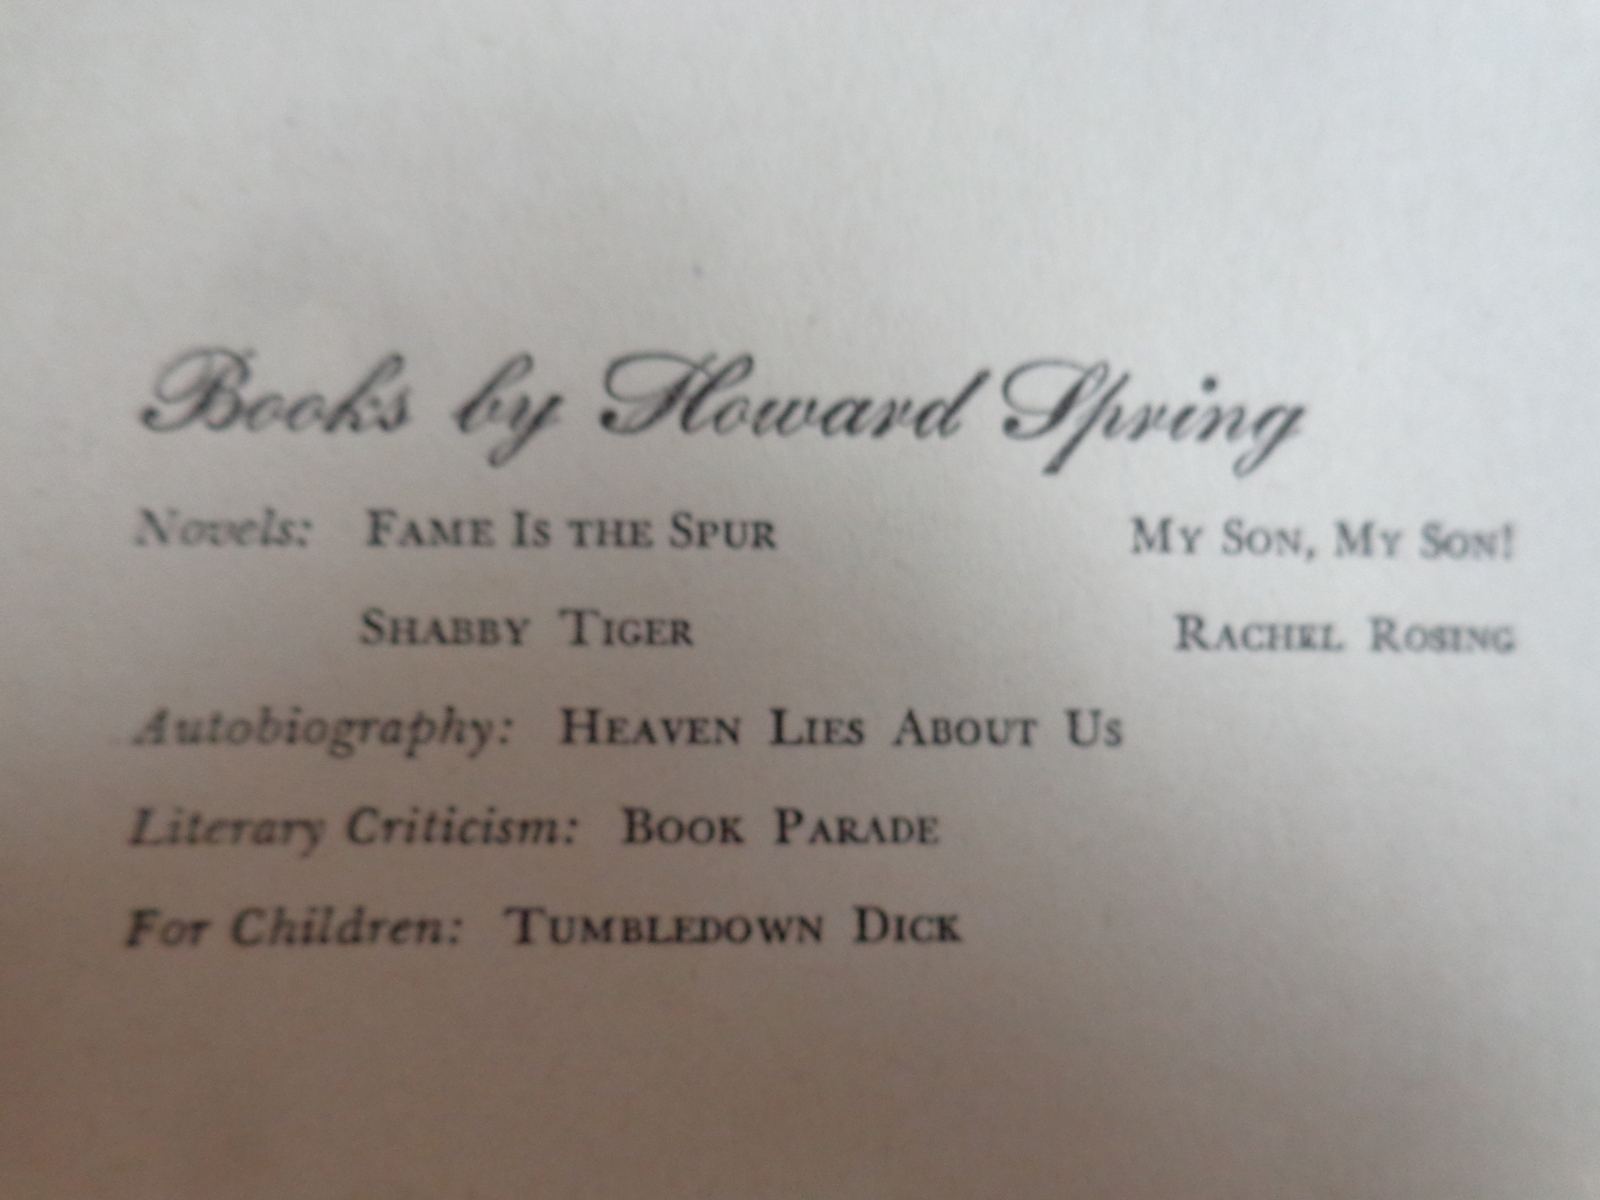 Books by Howard Spring
Novels: FAME IS THE SPUR MY SON, MY SON!
SHABBY TIGER RACHEL ROSING
Autobiography: HEAVEN LIES ABOUT US
Literary Criticism: BOOK PARADE
For Children: TUMBLEDOWN DICK